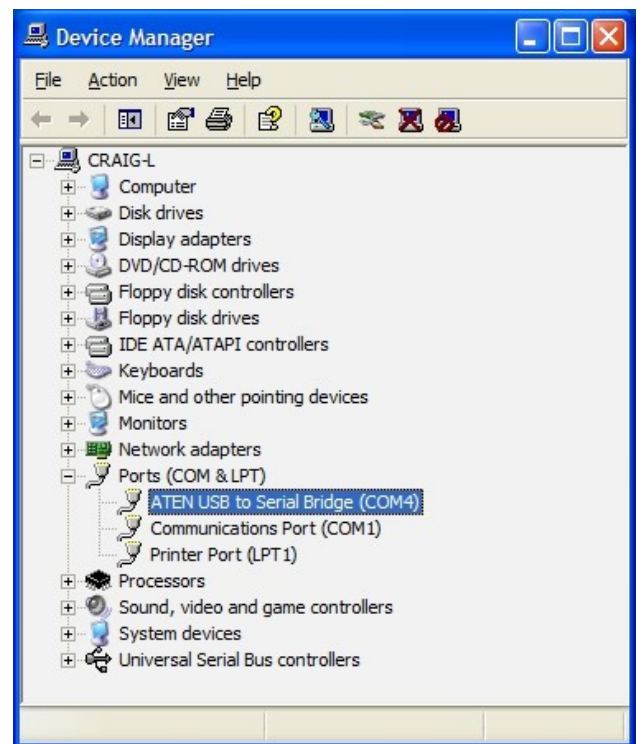 Device Manager
File Action View Help
CRAIG-L
Computer
Disk drives
Display adapters
DVD/CD-ROM drives
Floppy disk controllers
Floppy disk drives
IDE ATA/ATAPI controllers
Keyboards
Mice and other pointing devices
Monitors
Network adapters
Ports (COM & LPT)
ATEN USB to Serial Bridge (COM4)
Communications Port (COM1)
Printer Port (LPT1)
Processors
Sound, video and game controllers
System devices
Universal Serial Bus controllers